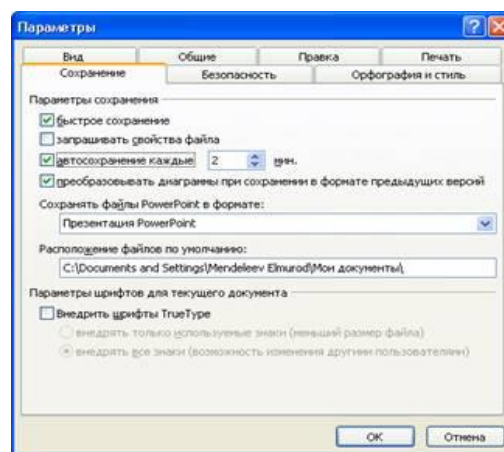 Параметры
Вид Общие Правка Печать
Сохранение Безопасность Орфография и стиль
Параметры сохранения
быстрое сохранение
запрашивать свойства файла
автосохранение каждые 2 мин.
преобразовывать диаграммы при сохранении в формате предыдущих версий
Сохранять файлы PowerPoint в формате:
Презентация PowerPoint
Расположение файлов по умолчанию:
C:\Documents and Settings\Mendeleev Elmurod\Мои документы\
Параметры шрифтов для текущего документа
Внедрить шрифты TrueType
внедрять только используемые знаки (меньший размер файла)
внедрять все знаки (возможность изменения другими пользователями)
ОК Отмена